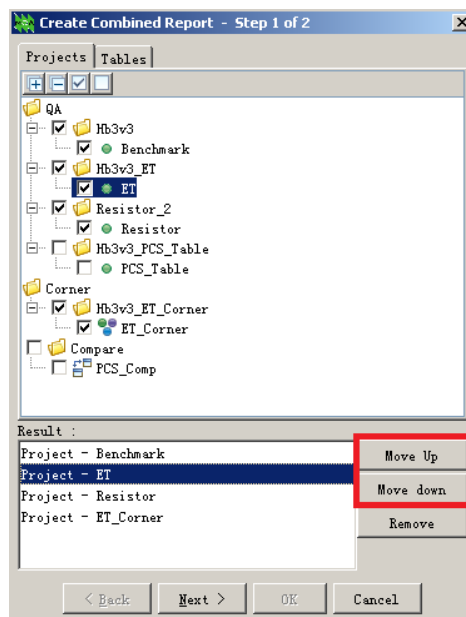 Create Combined Report - Step 1 of 2
Projects Tables
QA
Hb3v3
Benchmark
Hb3v3_ET
ET
Resistor_2
Resistor
Hb3v3_PCS_Table
PCS_Table
Corner
Hb3v3_ET_Corner
ET_Corner
Compare
PCS_Comp
Result :
Project - Benchmark
Project - ET
Project - Resistor
Project - ET_Corner
Move Up
Move down
Remove
< Back Next > OK Cancel